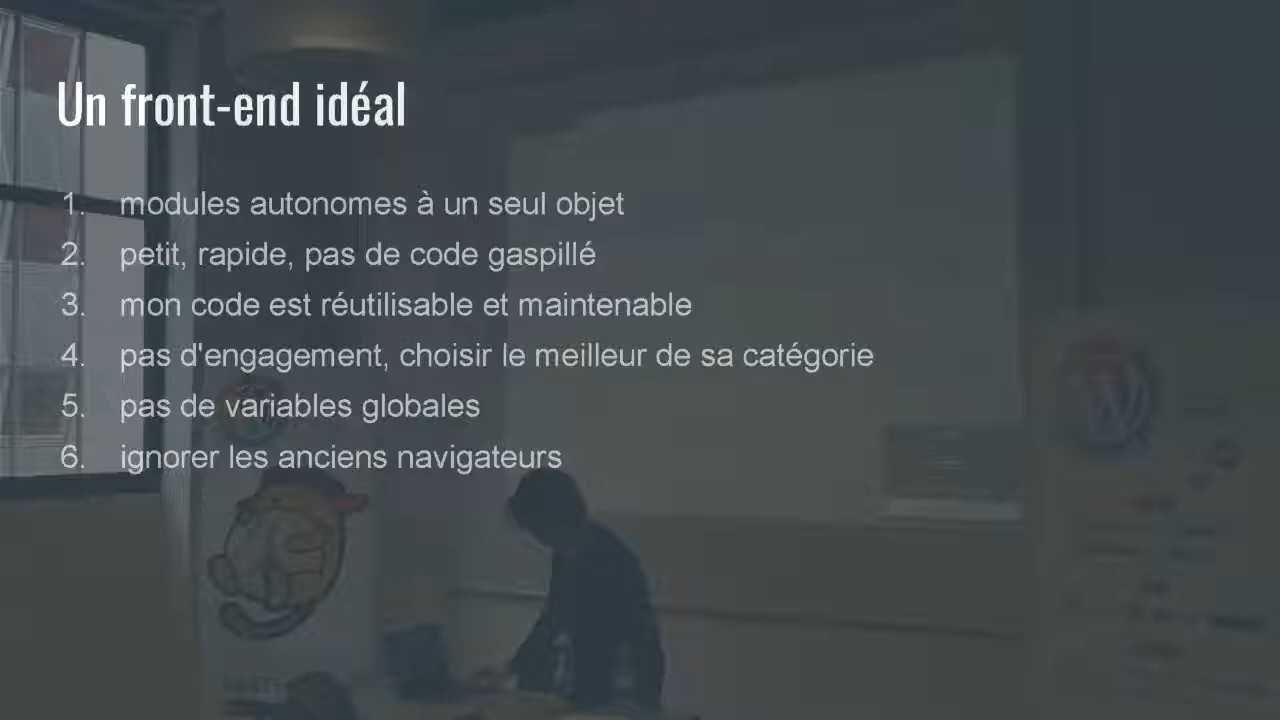 Un front-end idéal
1. modules autonomes à un seul objet
2. petit, rapide, pas de code gaspillé
3. mon code est réutilisable et maintenable
4. pas d'engagement, choisir le meilleur de sa catégorie
5. pas de variables globales
6. ignorer les anciens navigateurs